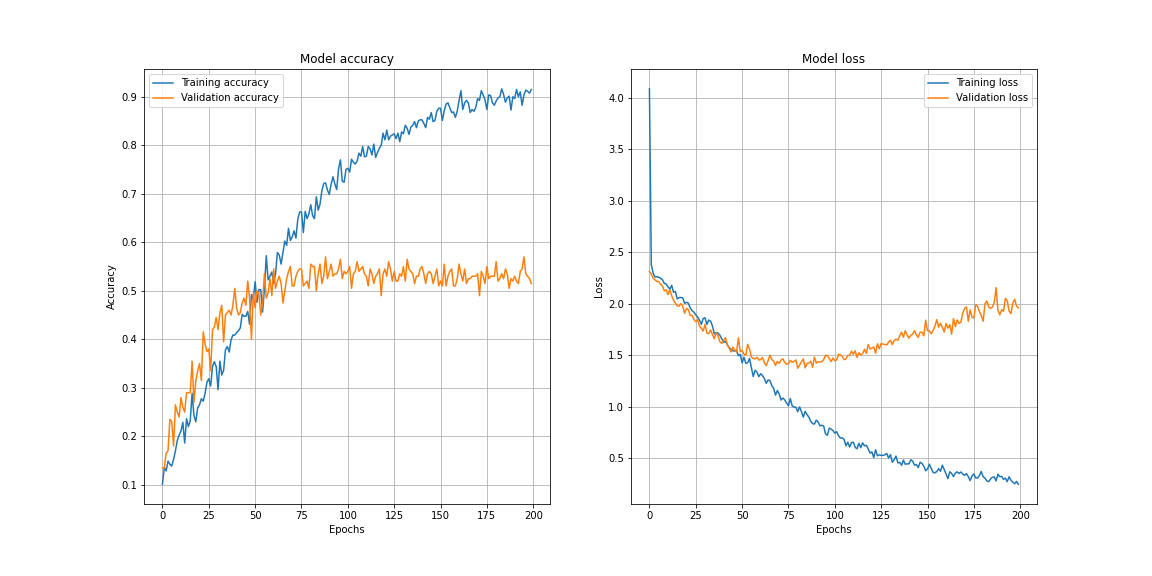 Model accuracy
Training accuracy
Validation accuracy
0.9
0.8
0.7
0.6
0.5
0.4
0.3
0.2
0.1
Accuracy
0 25 50 75 100 125 150 175 200
Epochs
Model loss
Training loss
Validation loss
4.0
3.5
3.0
2.5
2.0
1.5
1.0
0.5
Loss
0 25 50 75 100 125 150 175 200
Epochs